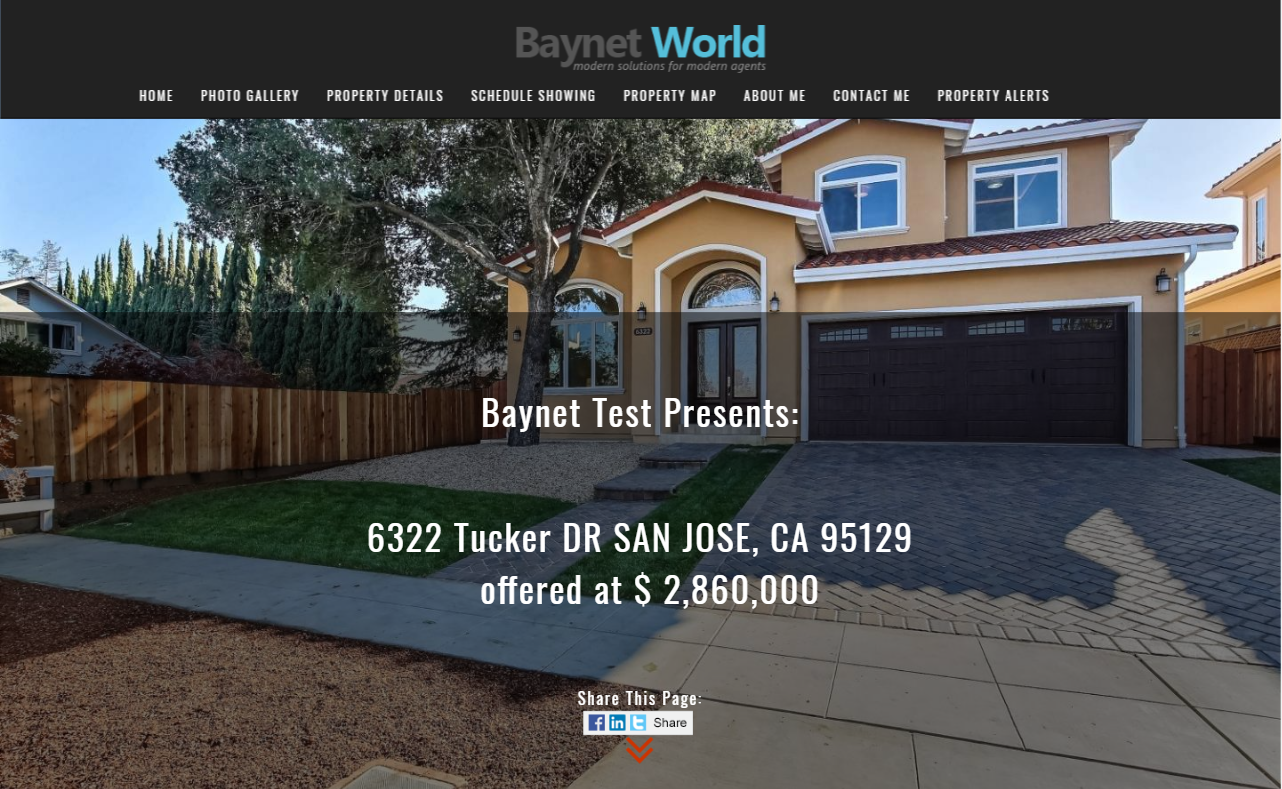 Baynet World
modern solutions for modern agents
HOME PHOTO GALLERY PROPERTY DETAILS SCHEDULE SHOWING PROPERTY MAP ABOUT ME CONTACT ME PROPERTY ALERTS
6322
Baynet Test Presents:
6322 Tucker DR SAN JOSE, CA 95129
offered at $ 2,860,000
Share This Page:
Share